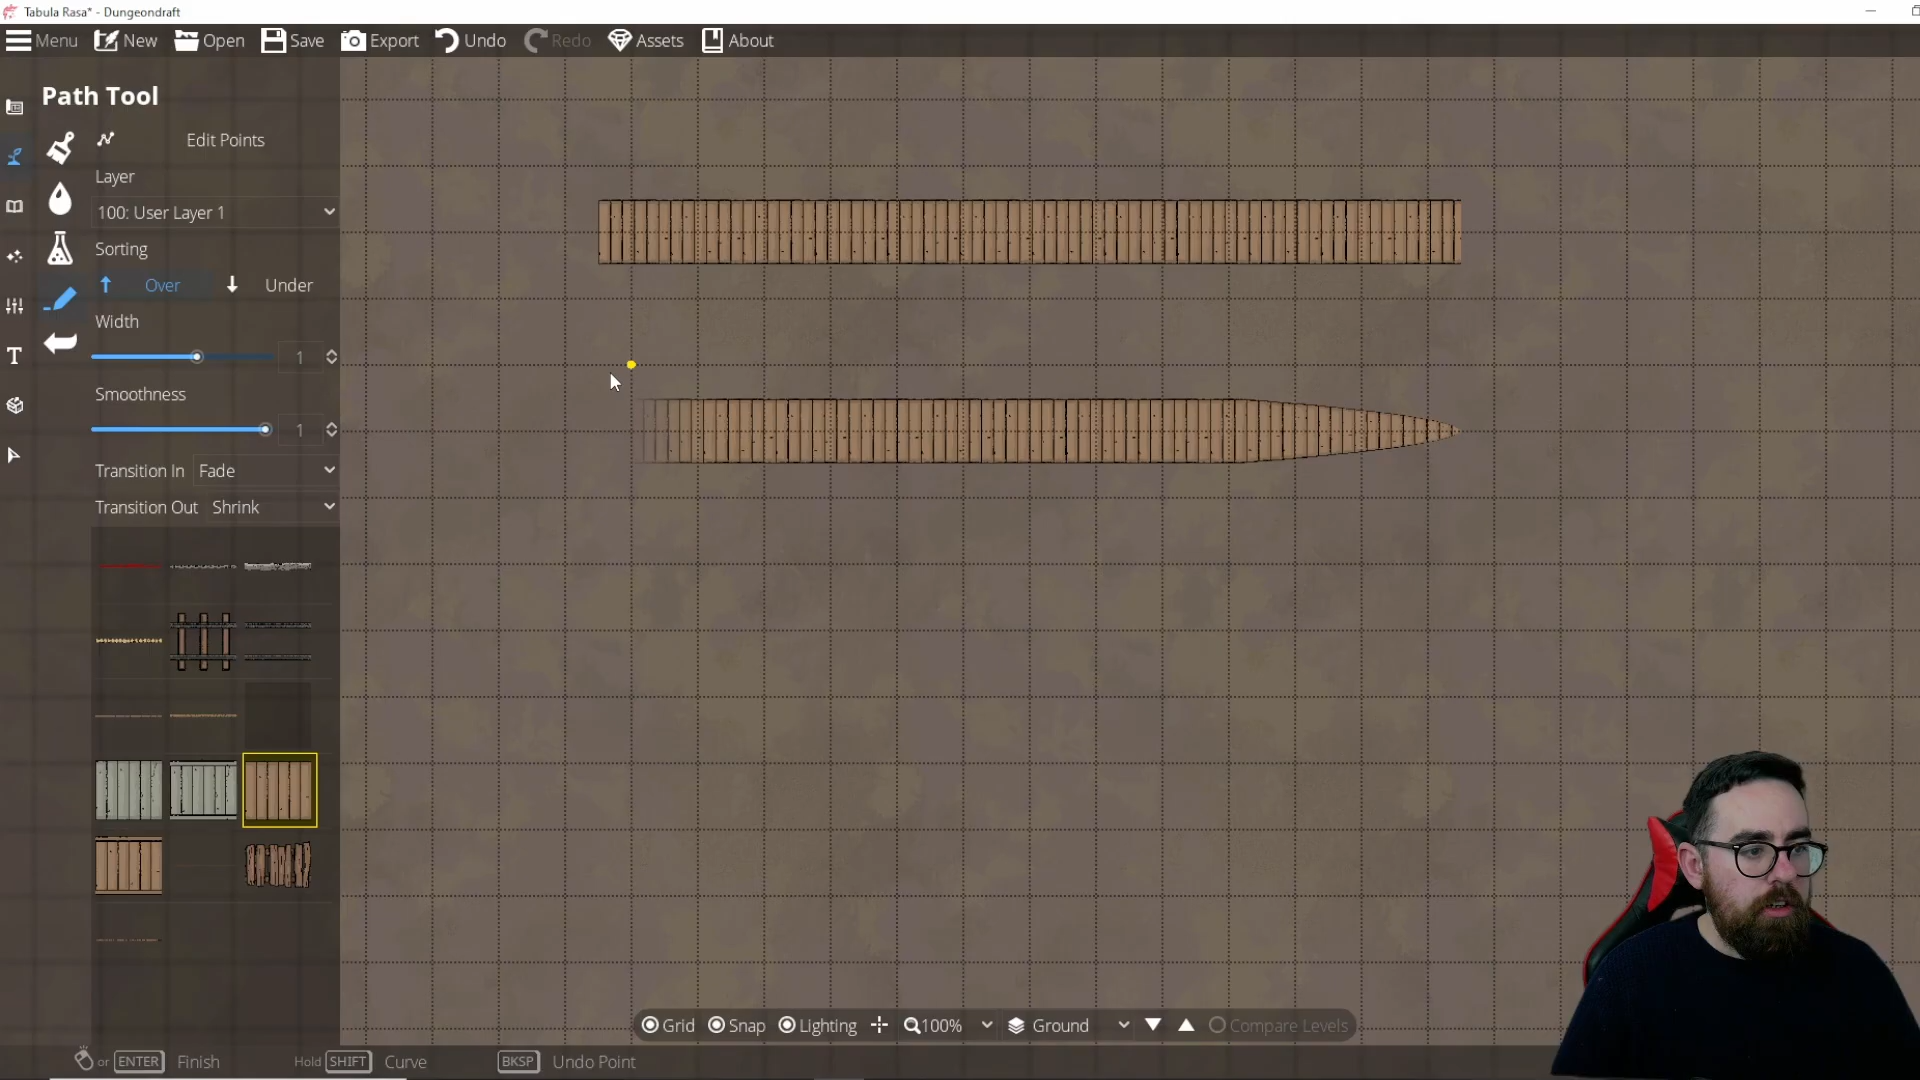 Tabula Rasa* - Dungeondraft
Menu New Open Save Export Undo Redo Assets About
Path Tool
Edit Points
Layer
100: User Layer 1
Sorting
Over Under
Width
1
Smoothness
1
Transition In Fade
Transition Out Shrink
T
Grid Snap Lighting 100% Ground Compare Levels
or ENTER Finish Hold SHIFT Curve BKSP Undo Point